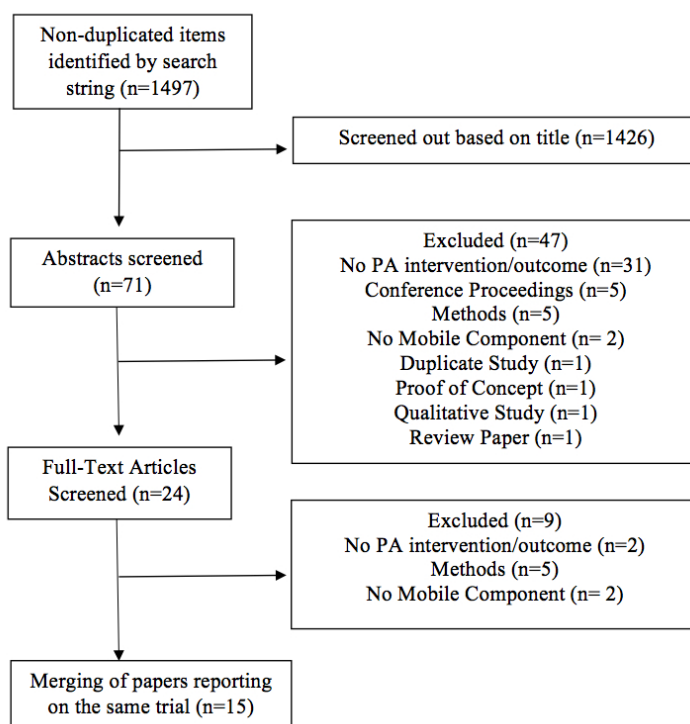 Non-duplicated items
identified by search
string (n=1497)
Screened out based on title (n=1426)
Abstracts screened
(n=71)
Excluded (n=47)
No PA intervention/outcome (n=31)
Conference Proceedings (n=5)
Methods (n=5)
No Mobile Component (n= 2)
Duplicate Study (n=1)
Proof of Concept (n=1)
Qualitative Study (n=1)
Review Paper (n=1)
Full-Text Articles
Screened (n=24)
Excluded (n=9)
No PA intervention/outcome (n=2)
Methods (n=5)
No Mobile Component (n= 2)
Merging of papers reporting
on the same trial (n=15)